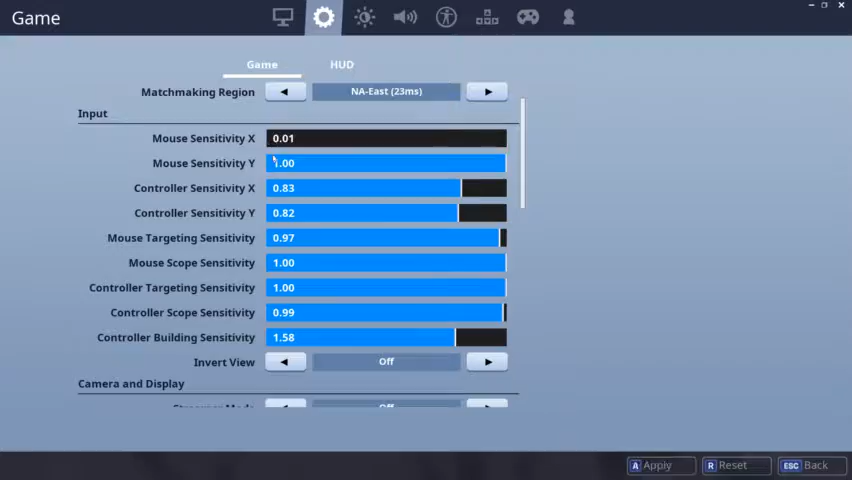 Game
Game HUD
Matchmaking Region NA-East (23ms)
Input
Mouse Sensitivity X 0.01
Mouse Sensitivity Y 1.00
Controller Sensitivity X 0.83
Controller Sensitivity Y 0.82
Mouse Targeting Sensitivity 0.97
Mouse Scope Sensitivity 1.00
Controller Targeting Sensitivity 1.00
Controller Scope Sensitivity 0.99
Controller Building Sensitivity 1.58
Invert View Off
Camera and Display
Streamer Mode Off
A Apply R Reset ESC Back